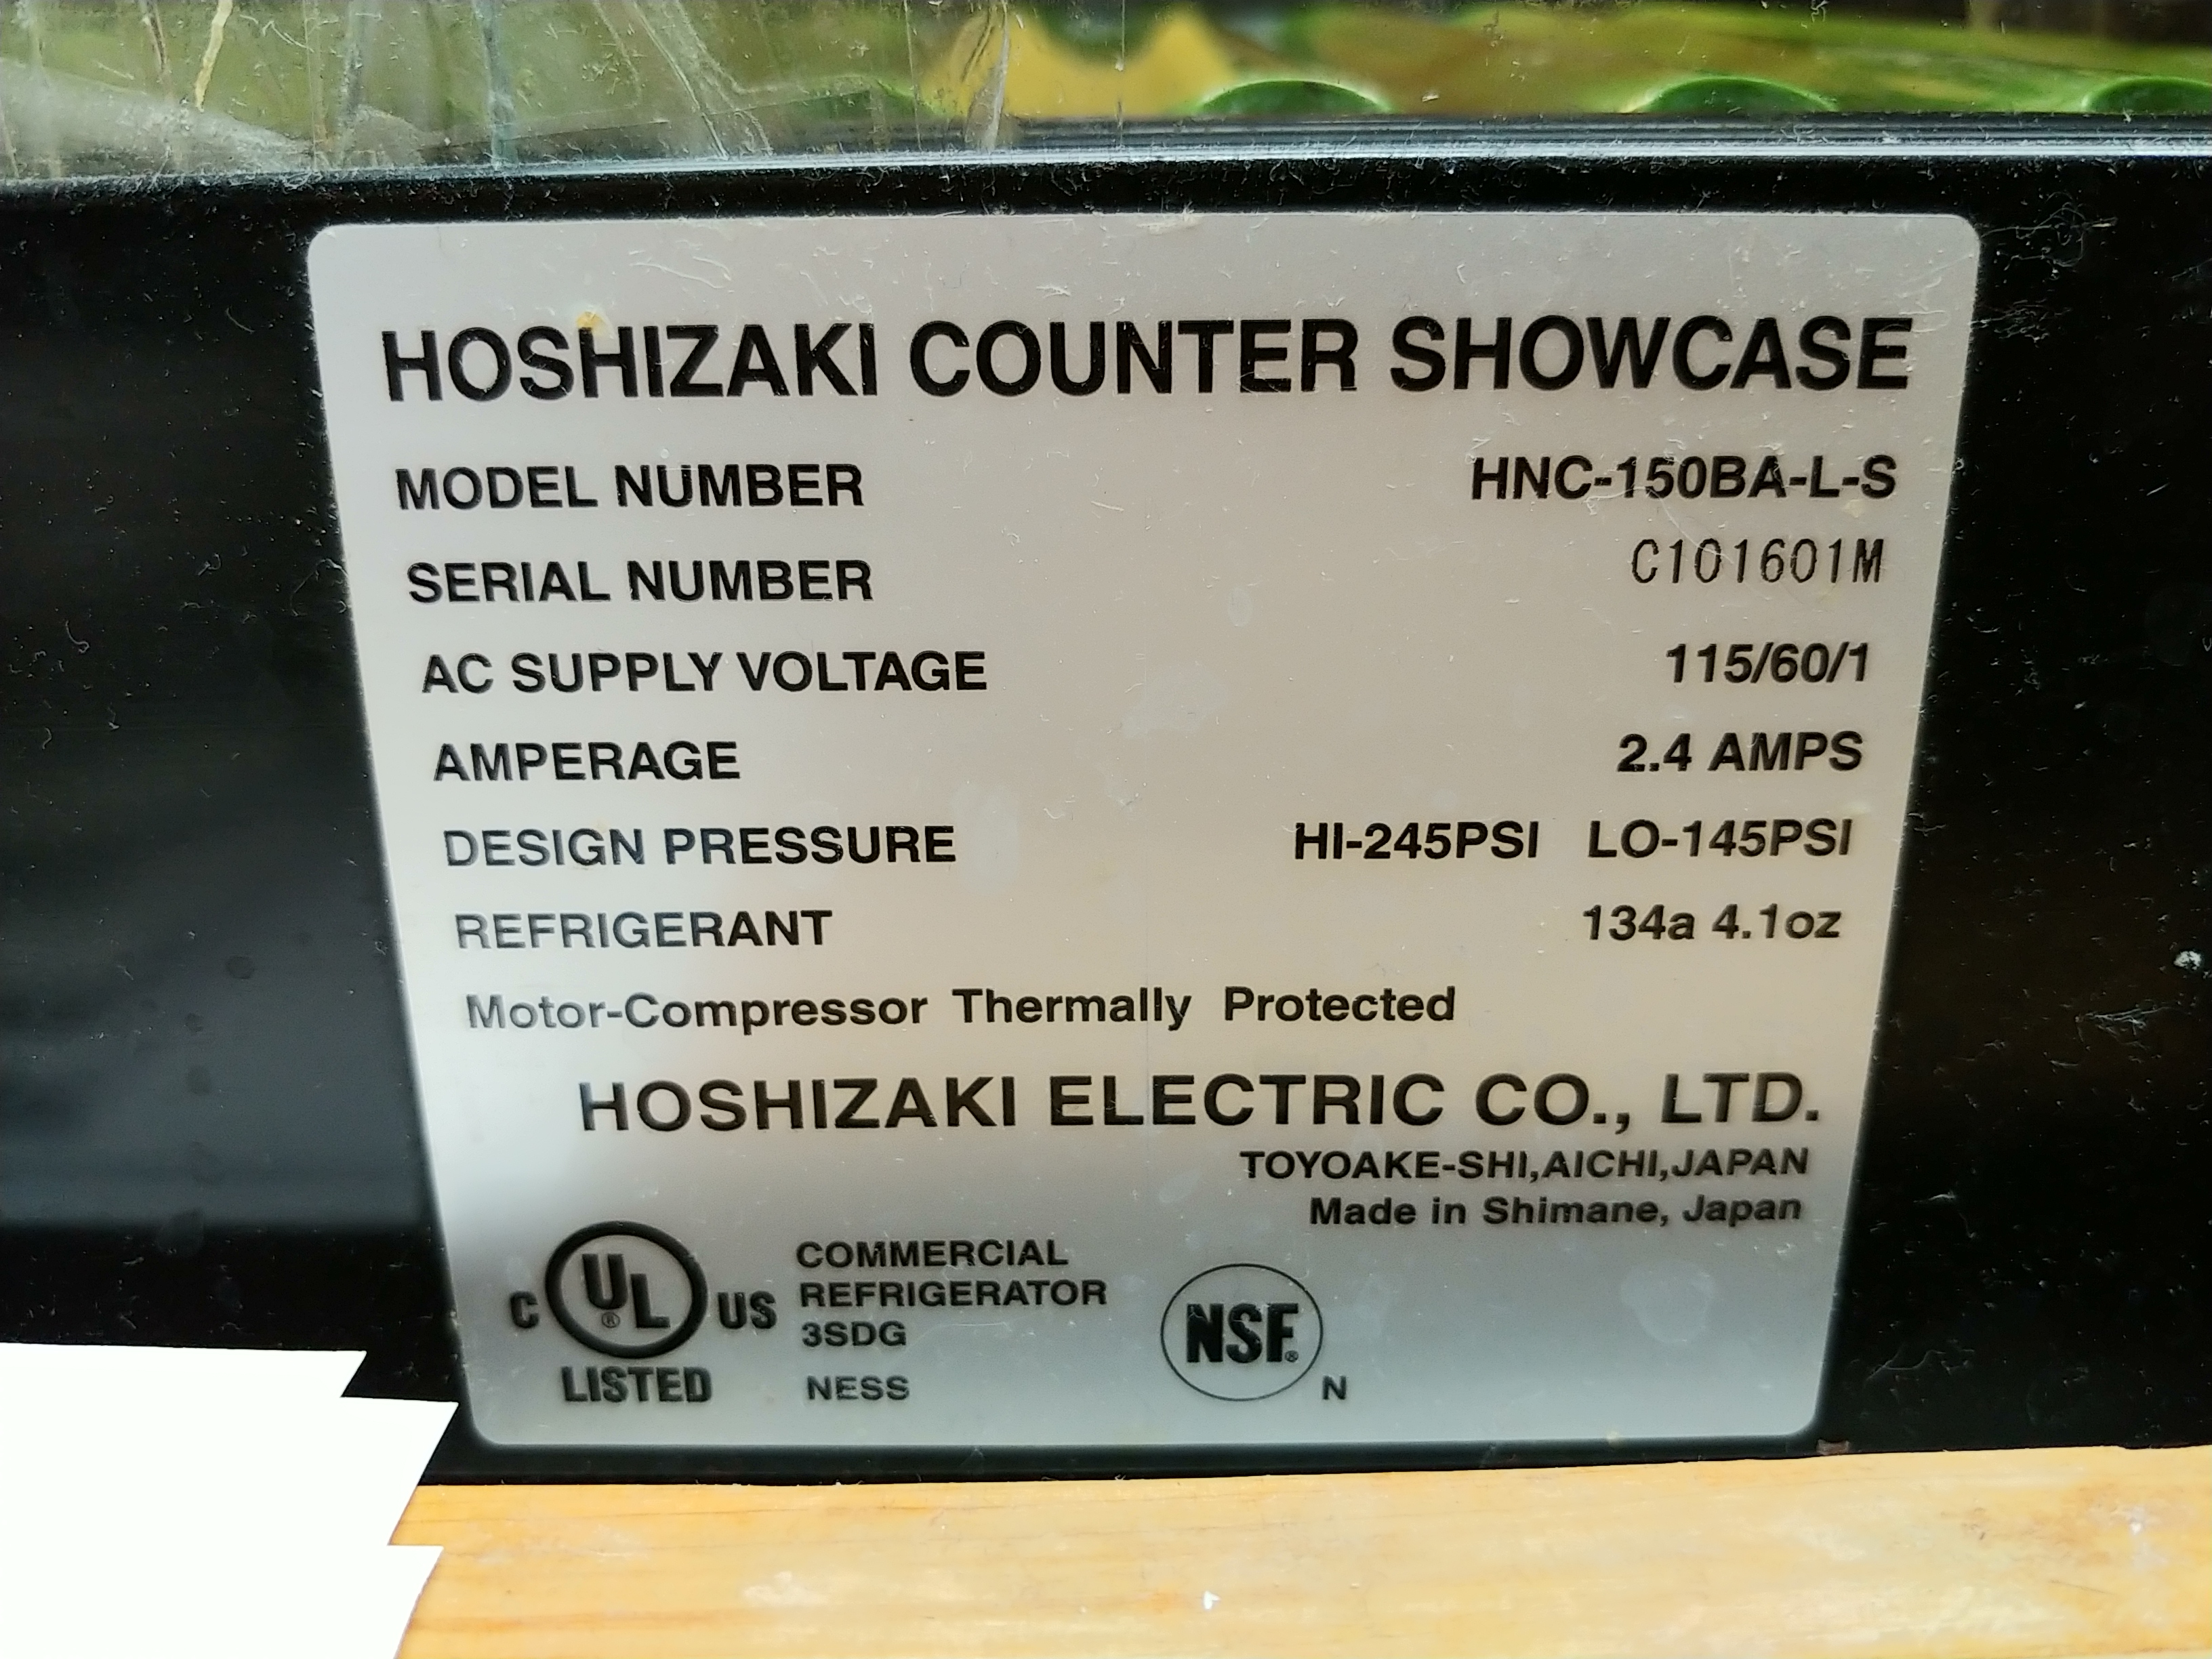 HOSHIZAKI COUNTER SHOWCASE
MODEL NUMBER HNC-150BA-L-S
SERIAL NUMBER C101601M
AC SUPPLY VOLTAGE 115/60/1
AMPERAGE 2.4 AMPS
DESIGN PRESSURE HI-245PSI LO-145PSI
REFRIGERANT 134a 4.1oz
Motor-Compressor Thermally Protected
HOSHIZAKI ELECTRIC CO., LTD.
TOYOAKE-SHI,AICHI,JAPAN
Made in Shimane, Japan
C UL® US
LISTED
COMMERCIAL
REFRIGERATOR
3SDG
NESS
NSF®
N